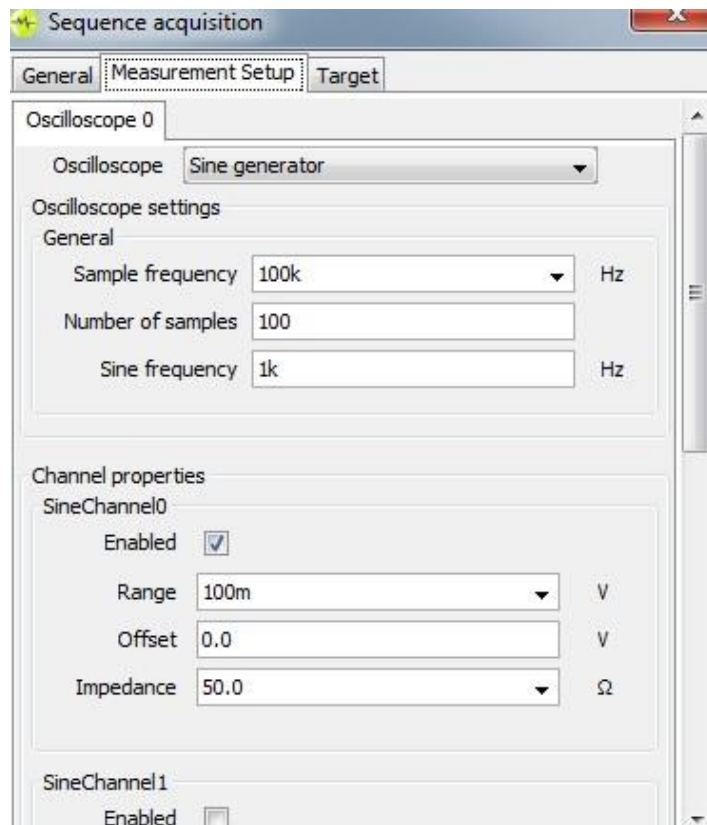 Sequence acquisition
General Measurement Setup Target
Oscilloscope 0
Oscilloscope Sine generator
Oscilloscope settings
General
Sample frequency 100k Hz
Number of samples 100
Sine frequency 1k Hz
Channel properties
SineChannel0
Enabled
Range 100m V
Offset 0.0 V
Impedance 50.0 Ω
SineChannel1
Enabled